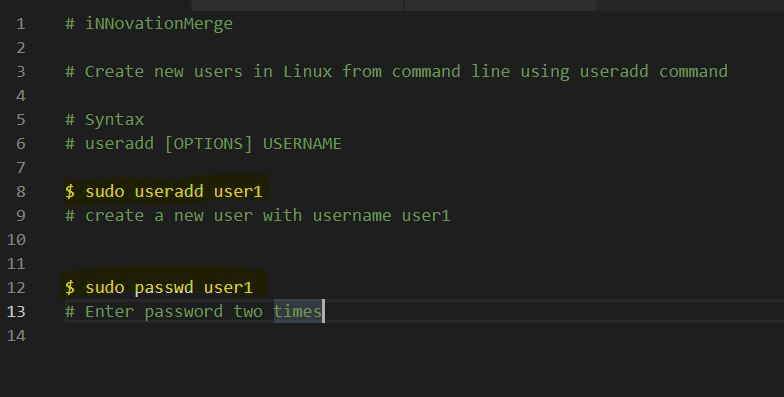 1 # iNNovationMerge
2
3 # Create new users in Linux from command line using useradd command
4
5 # Syntax
6 # useradd [OPTIONS] USERNAME
7
8 $ sudo useradd user1
9 # create a new user with username user1
10
11
12 $ sudo passwd user1
13 # Enter password two times
14